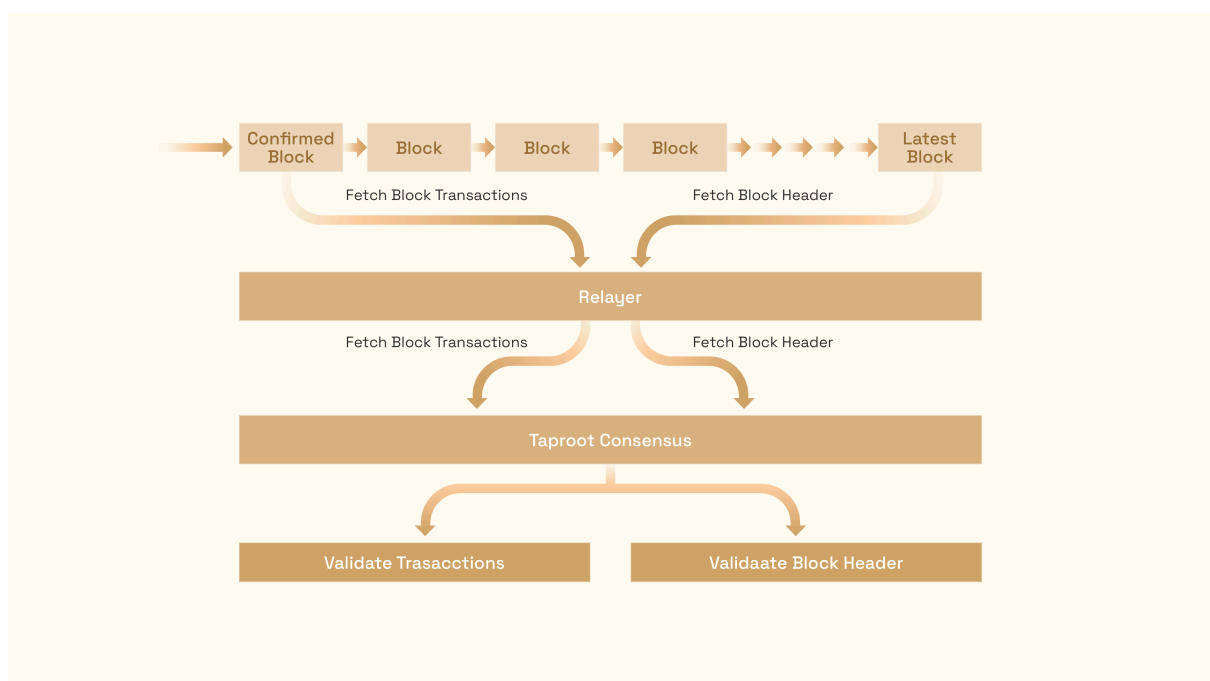 Confirmed
Block
Block
Block
Block
Latest
Block
Fetch Block Transactions
Fetch Block Header
Relayer
Fetch Block Transactions
Fetch Block Header
Taproot Consensus
Validate Trasacctions
Validaate Block Header